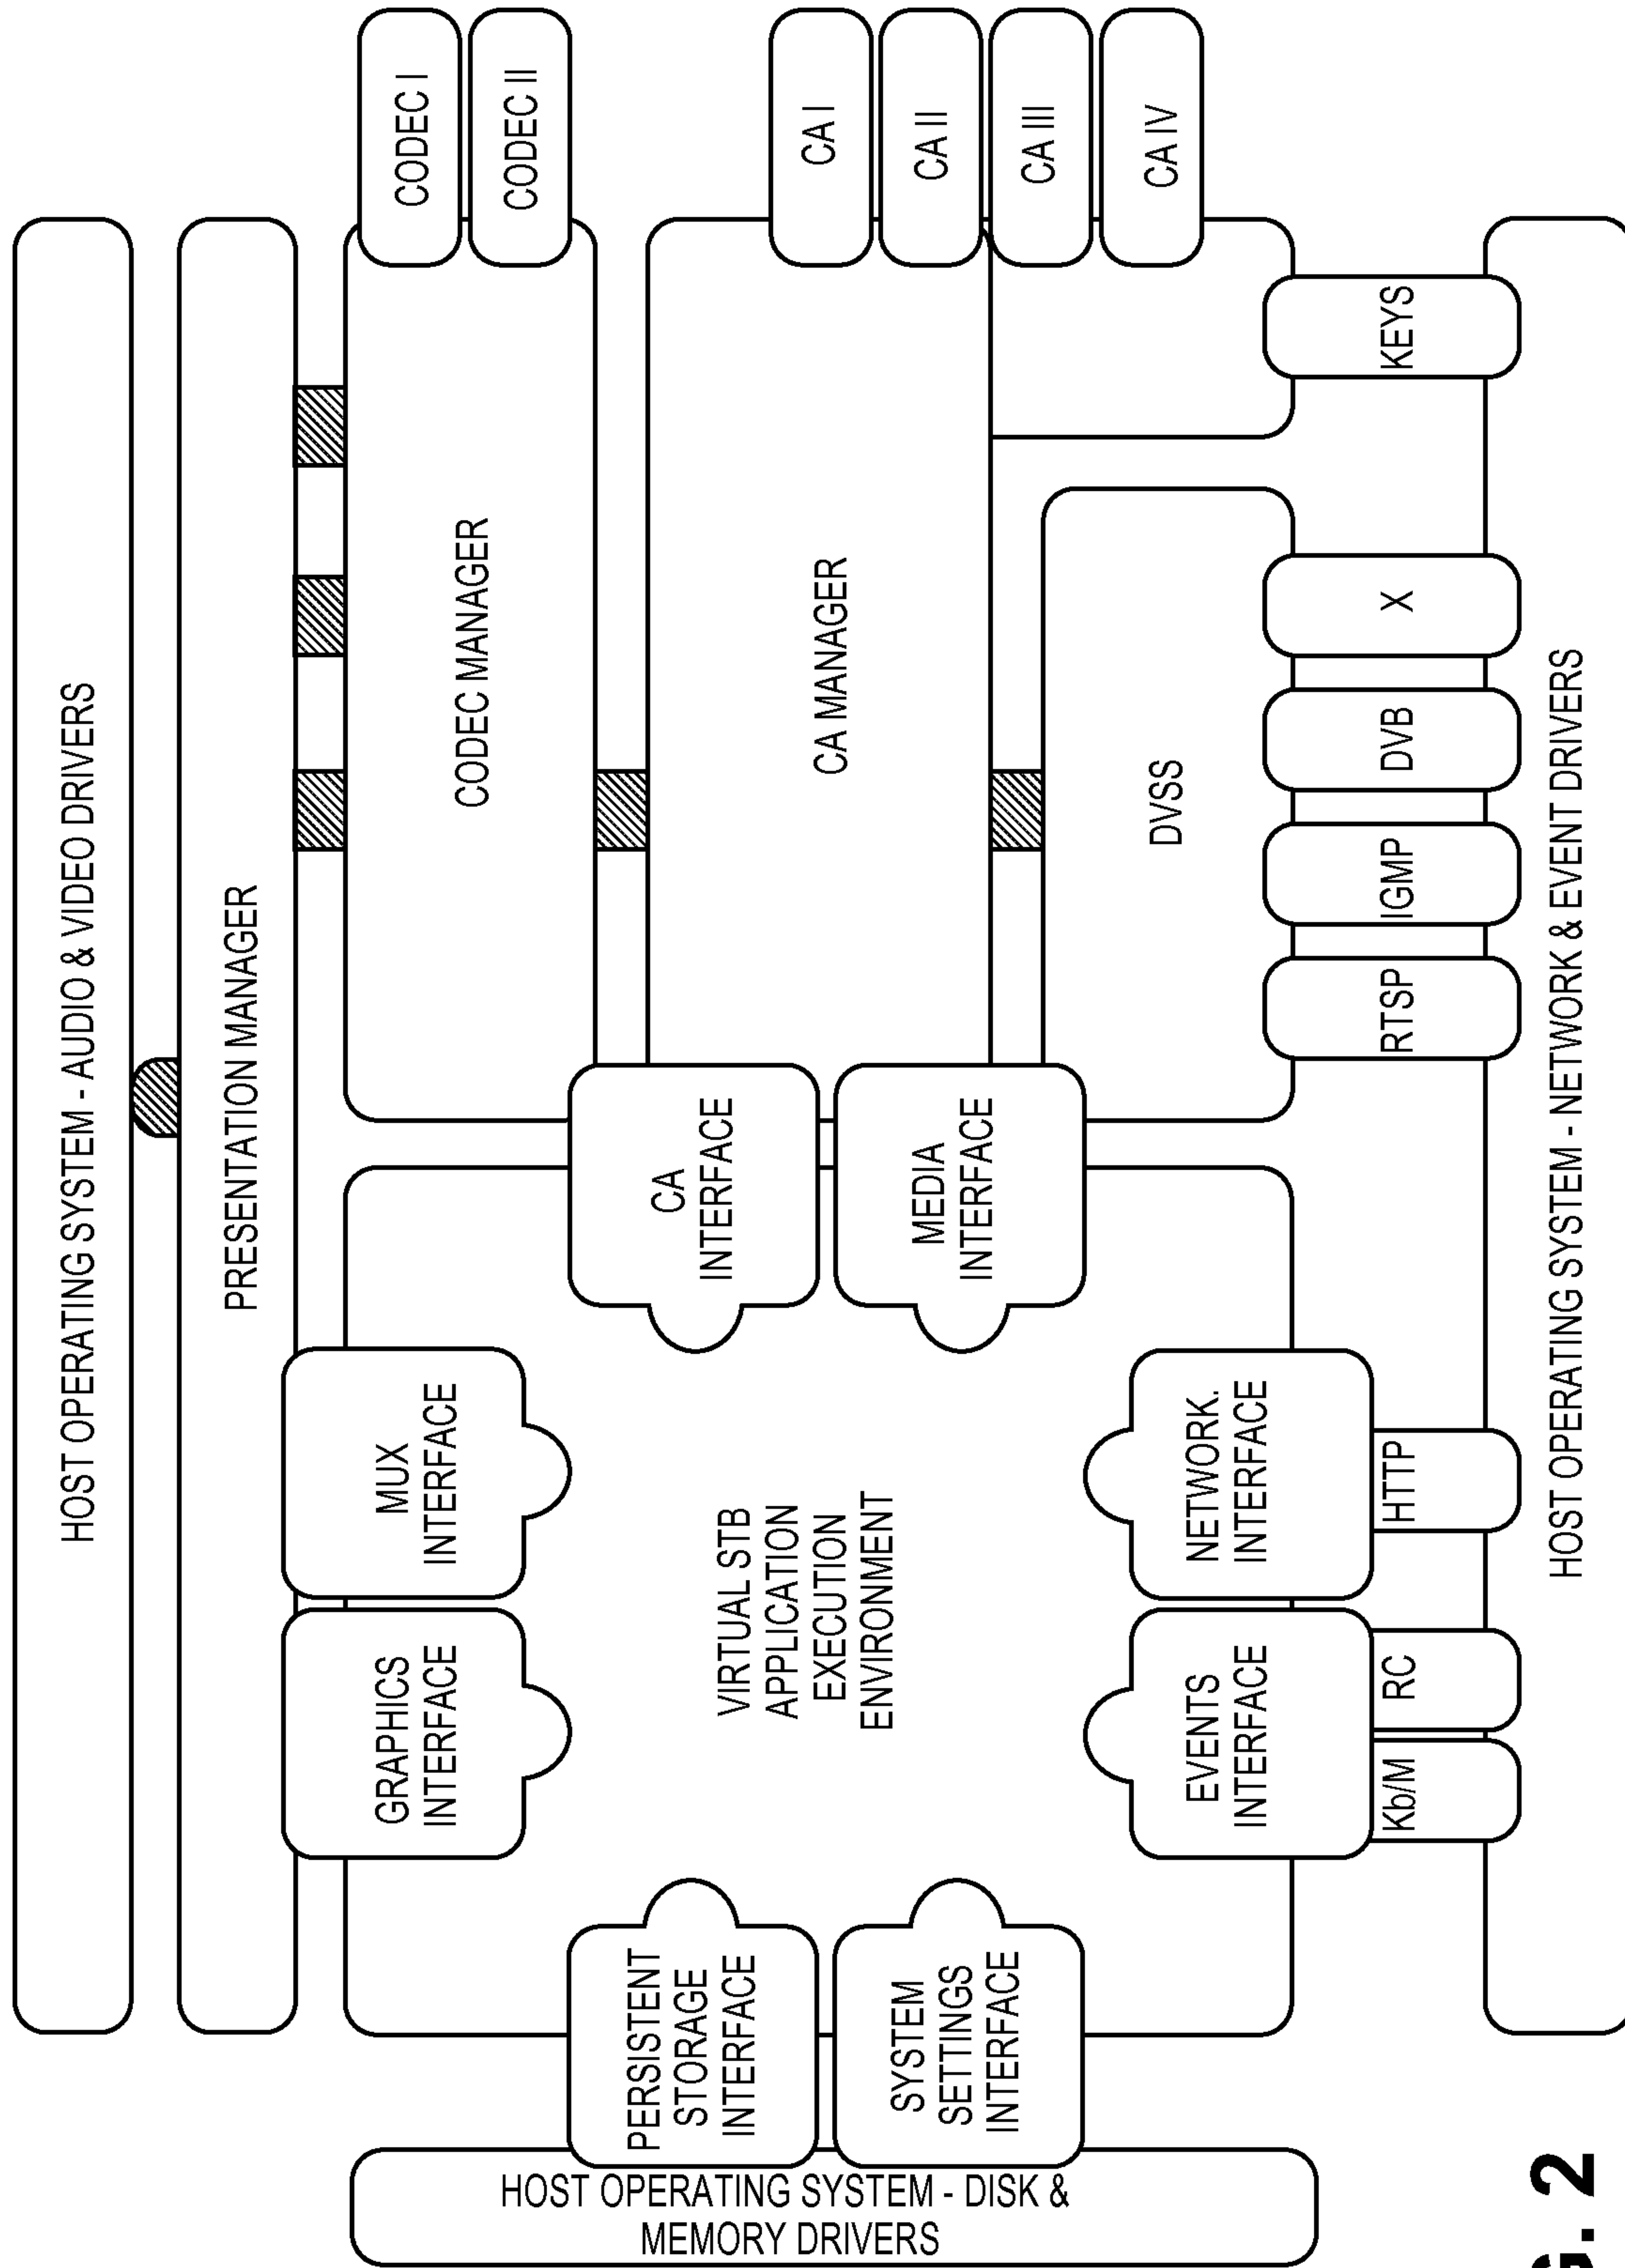 HOST OPERATING SYSTEM - AUDIO & VIDEO DRIVERS
PRESENTATION MANAGER
GRAPHICS
INTERFACE
MUX
INTERFACE
CODEC MANAGER
CODEC I
CODEC II
PERSISTENT
STORAGE
INTERFACE
SYSTEM
SETTINGS
INTERFACE
HOST OPERATING SYSTEM - DISK &
MEMORY DRIVERS
VIRTUAL STB
APPLICATION
EXECUTION
ENVIRONMENT
CA
INTERFACE
MEDIA
INTERFACE
CA MANAGER
CA I
CA II
CA III
CA IV
DVSS
EVENTS
INTERFACE
NETWORK.
INTERFACE
Kb/M
RC
HTTP
RTSP
IGMP
DVB
X
KEYS
HOST OPERATING SYSTEM - NETWORK & EVENT DRIVERS
G. 2